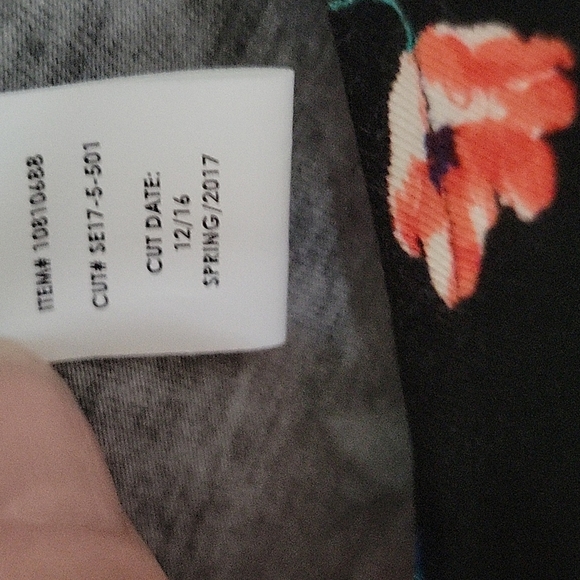 ITEM# 10810688
CUT# SE17-5-501
CUT DATE:
12/16
SPRING/2017